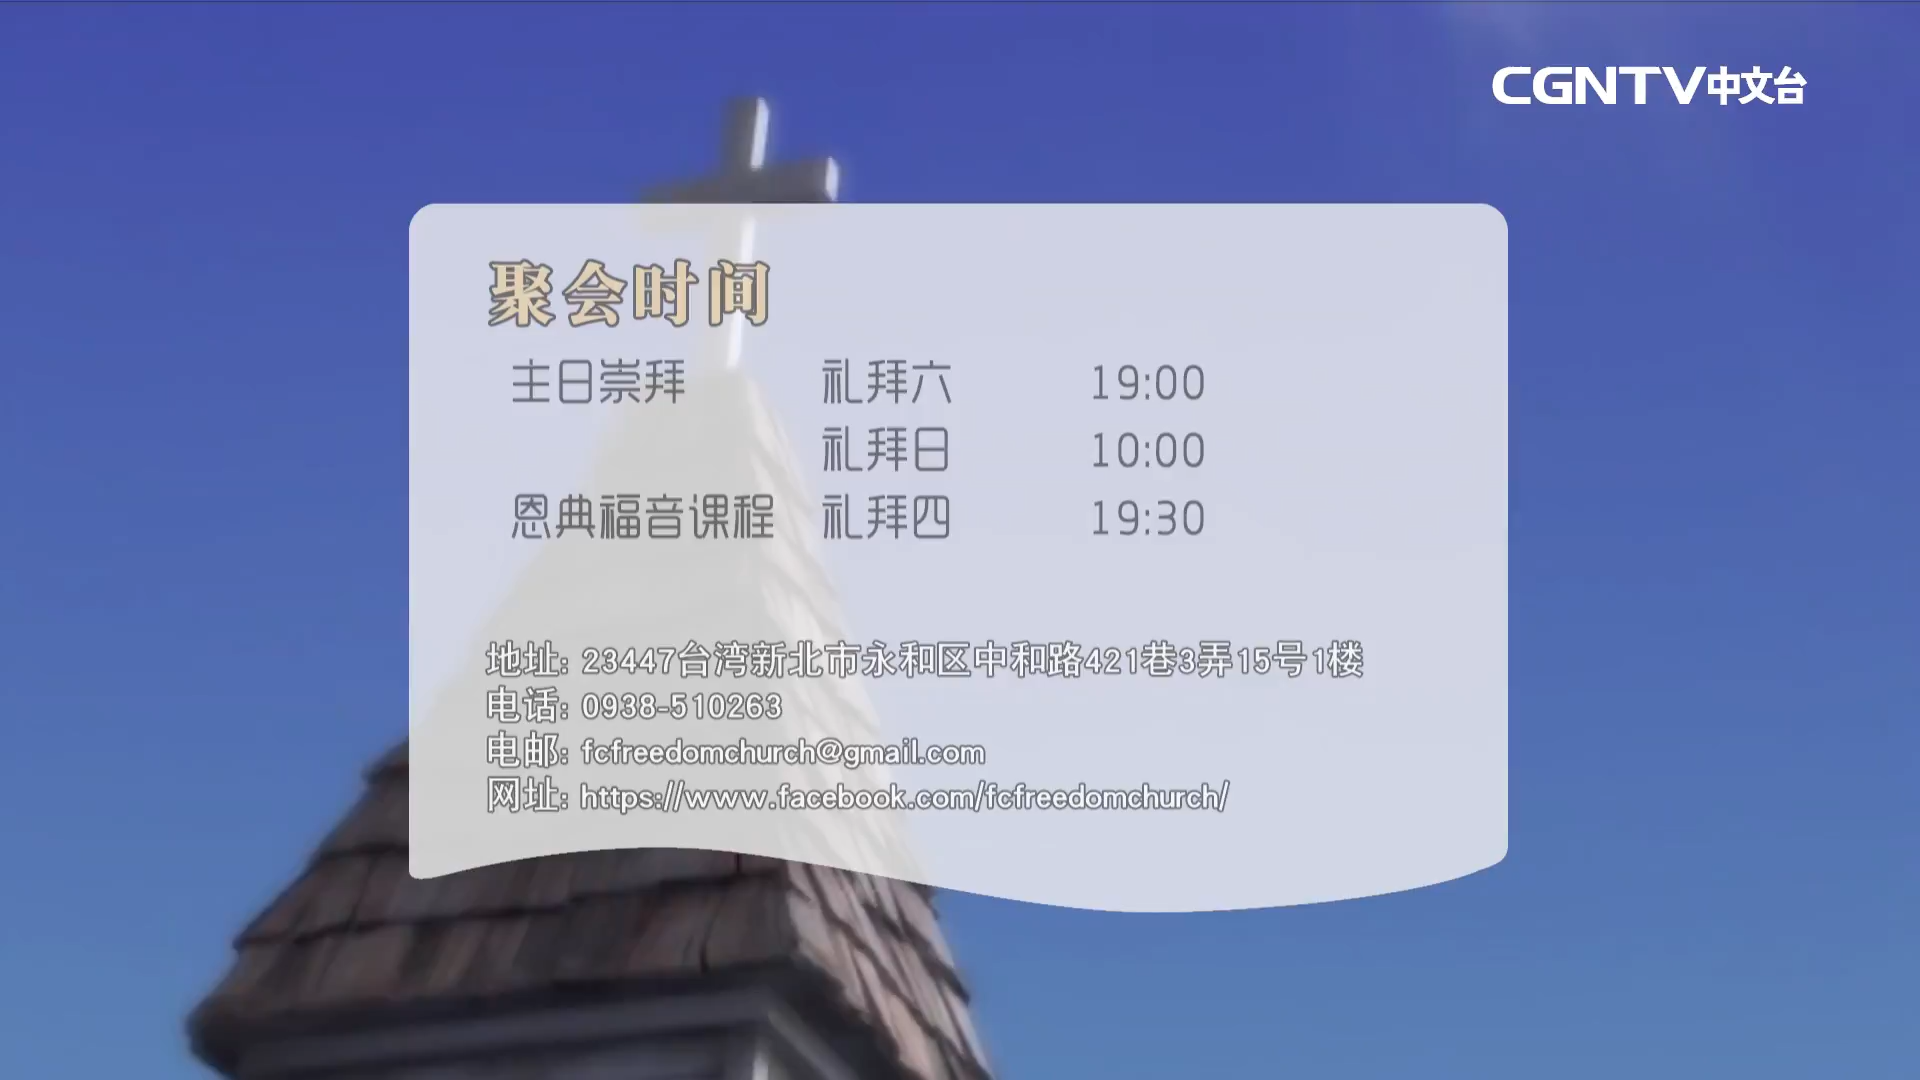 CGNTV中文台
聚会时间
主日崇拜 礼拜六 19:00
礼拜日 10:00
恩典福音课程 礼拜四 19:30
地址: 23447台湾新北市永和区中和路421巷3弄15号1楼
电话: 0938-510263
电邮: fcfreedomchurch@gmail.com
网址: https://www.facebook.com/fcfreedomchurch/